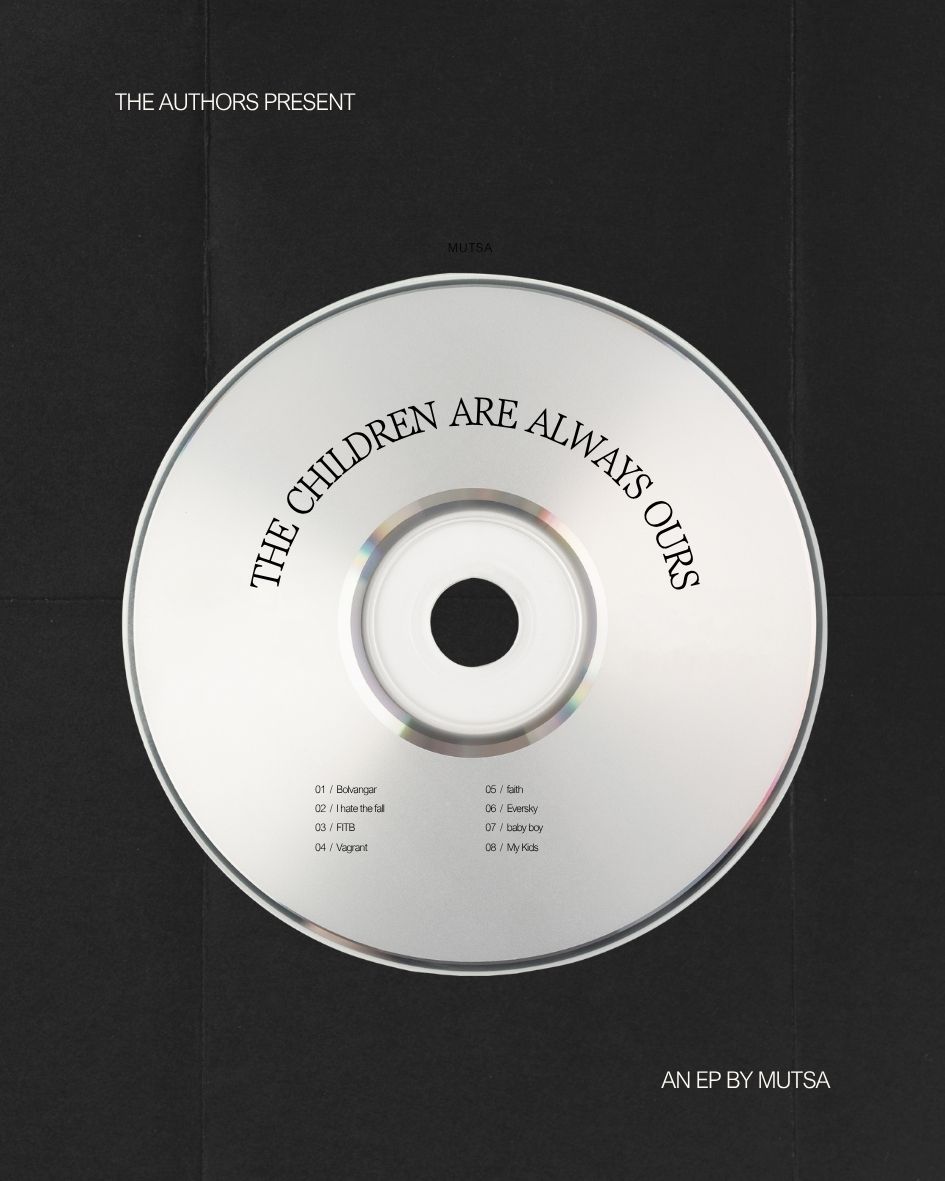 THE AUTHORS PRESENT
MUTSA
THE CHILDREN ARE ALWAYS OURS
01 / Bolvangar
02 / I hate the fall
03 / FITB
04 / Vagrant
05 / faith
06 / Eversky
07 / baby boy
08 / My Kids
AN EP BY MUTSA